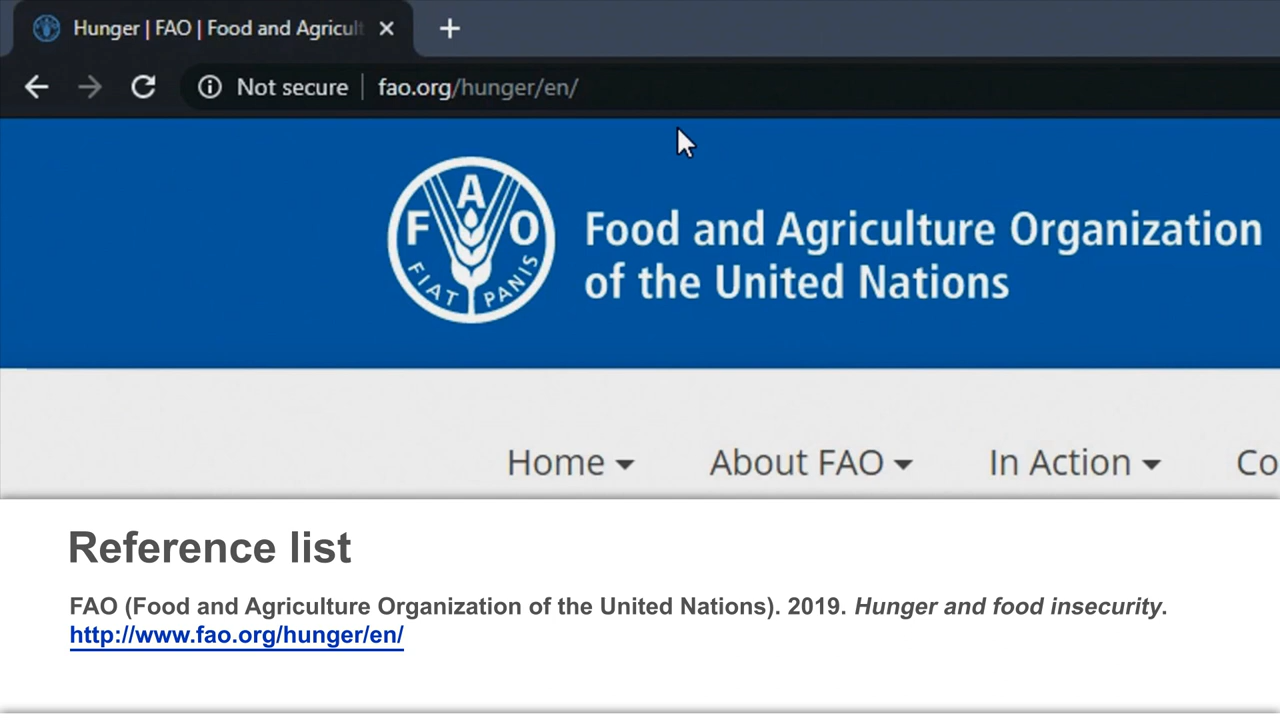 Hunger | FAO | Food and Agricult
Not secure | fao.org/hunger/en/
F A O
FIAT PANIS
Food and Agriculture Organization
of the United Nations
Home
About FAO
In Action
Co
Reference list
FAO (Food and Agriculture Organization of the United Nations). 2019. Hunger and food insecurity.
http://www.fao.org/hunger/en/